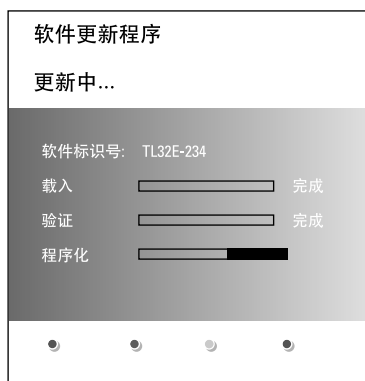 软件更新程序
更新中...
软件标识号: TL32E-234
载入 完成
验证 完成
程序化